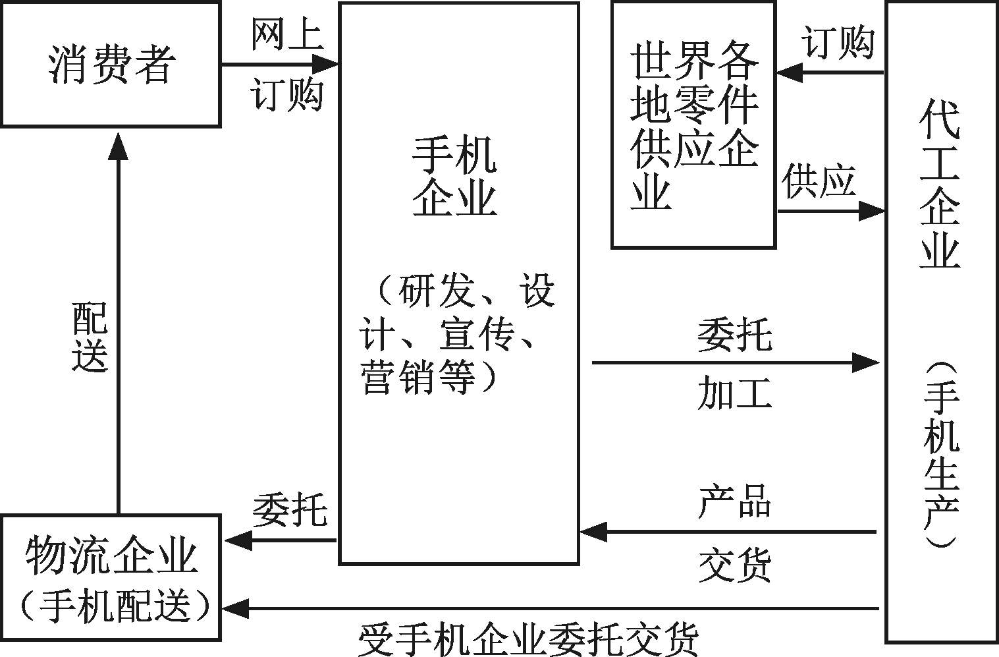 消费者
网上
订购
手机
企业
（研发、设
计、宣传、
营销等）
世界各
地零件
供应企
业
订购
供应
代工企业
（手机生产）
委托
加工
产品
交货
配送
委托
物流企业
（手机配送）
受手机企业委托交货